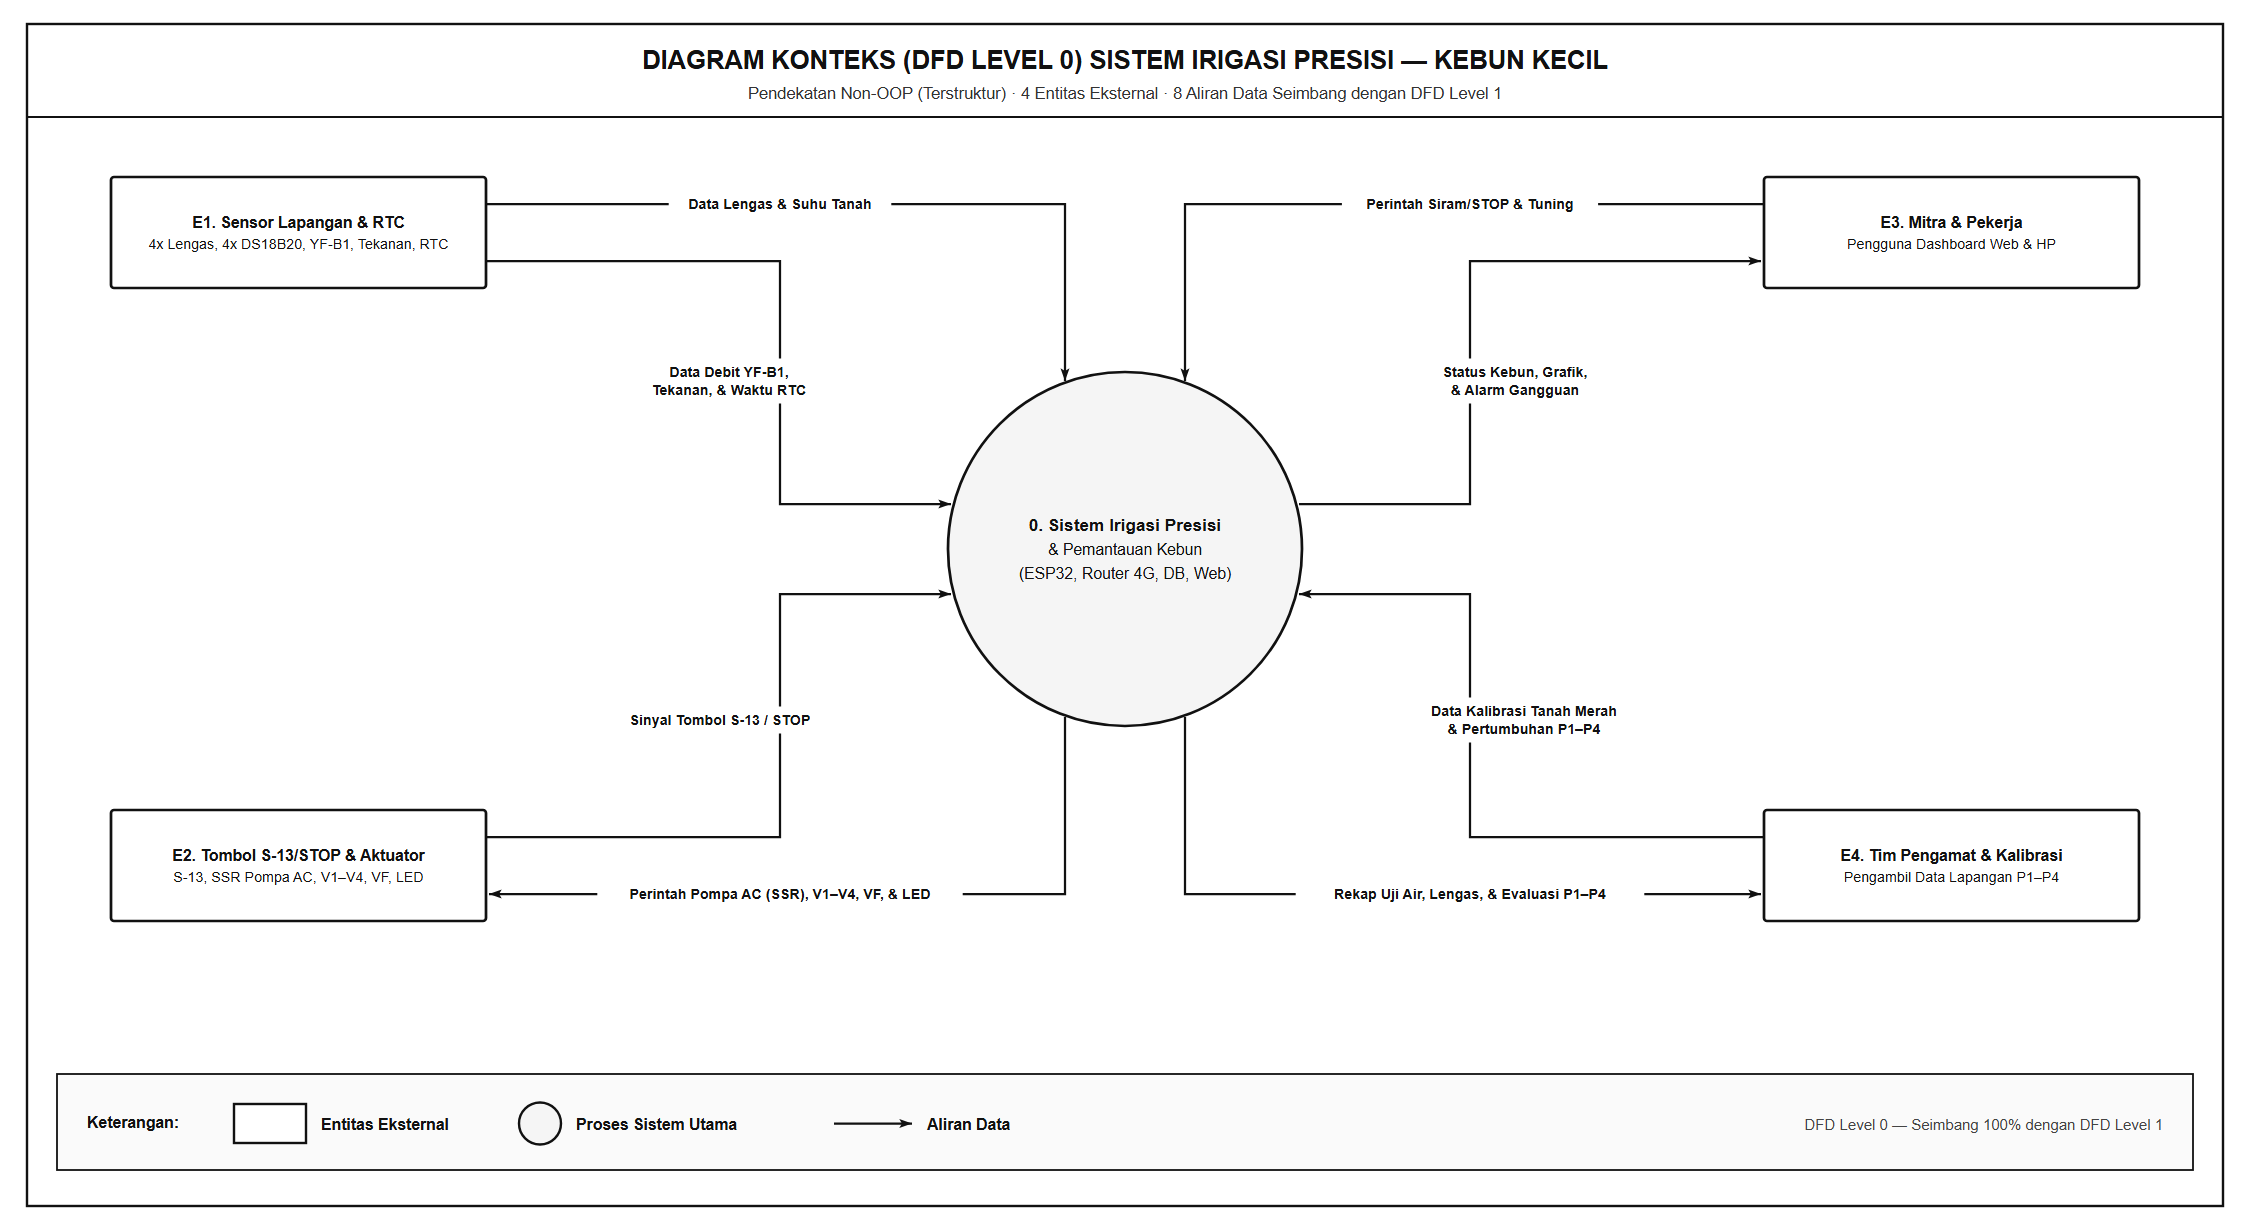 DIAGRAM KONTEKS (DFD LEVEL 0) SISTEM IRIGASI PRESISI — KEBUN KECIL
Pendekatan Non-OOP (Terstruktur) · 4 Entitas Eksternal · 8 Aliran Data Seimbang dengan DFD Level 1
E1. Sensor Lapangan & RTC
4x Lengas, 4x DS18B20, YF-B1, Tekanan, RTC
Data Lengas & Suhu Tanah
Perintah Siram/STOP & Tuning
E3. Mitra & Pekerja
Pengguna Dashboard Web & HP
Data Debit YF-B1,
Tekanan, & Waktu RTC
Status Kebun, Grafik,
& Alarm Gangguan
0. Sistem Irigasi Presisi
& Pemantauan Kebun
(ESP32, Router 4G, DB, Web)
Sinyal Tombol S-13 / STOP
Data Kalibrasi Tanah Merah
& Pertumbuhan P1–P4
E2. Tombol S-13/STOP & Aktuator
S-13, SSR Pompa AC, V1–V4, VF, LED
Perintah Pompa AC (SSR), V1–V4, VF, & LED
Rekap Uji Air, Lengas, & Evaluasi P1–P4
E4. Tim Pengamat & Kalibrasi
Pengambil Data Lapangan P1–P4
Keterangan:
Entitas Eksternal
Proses Sistem Utama
Aliran Data
DFD Level 0 — Seimbang 100% dengan DFD Level 1